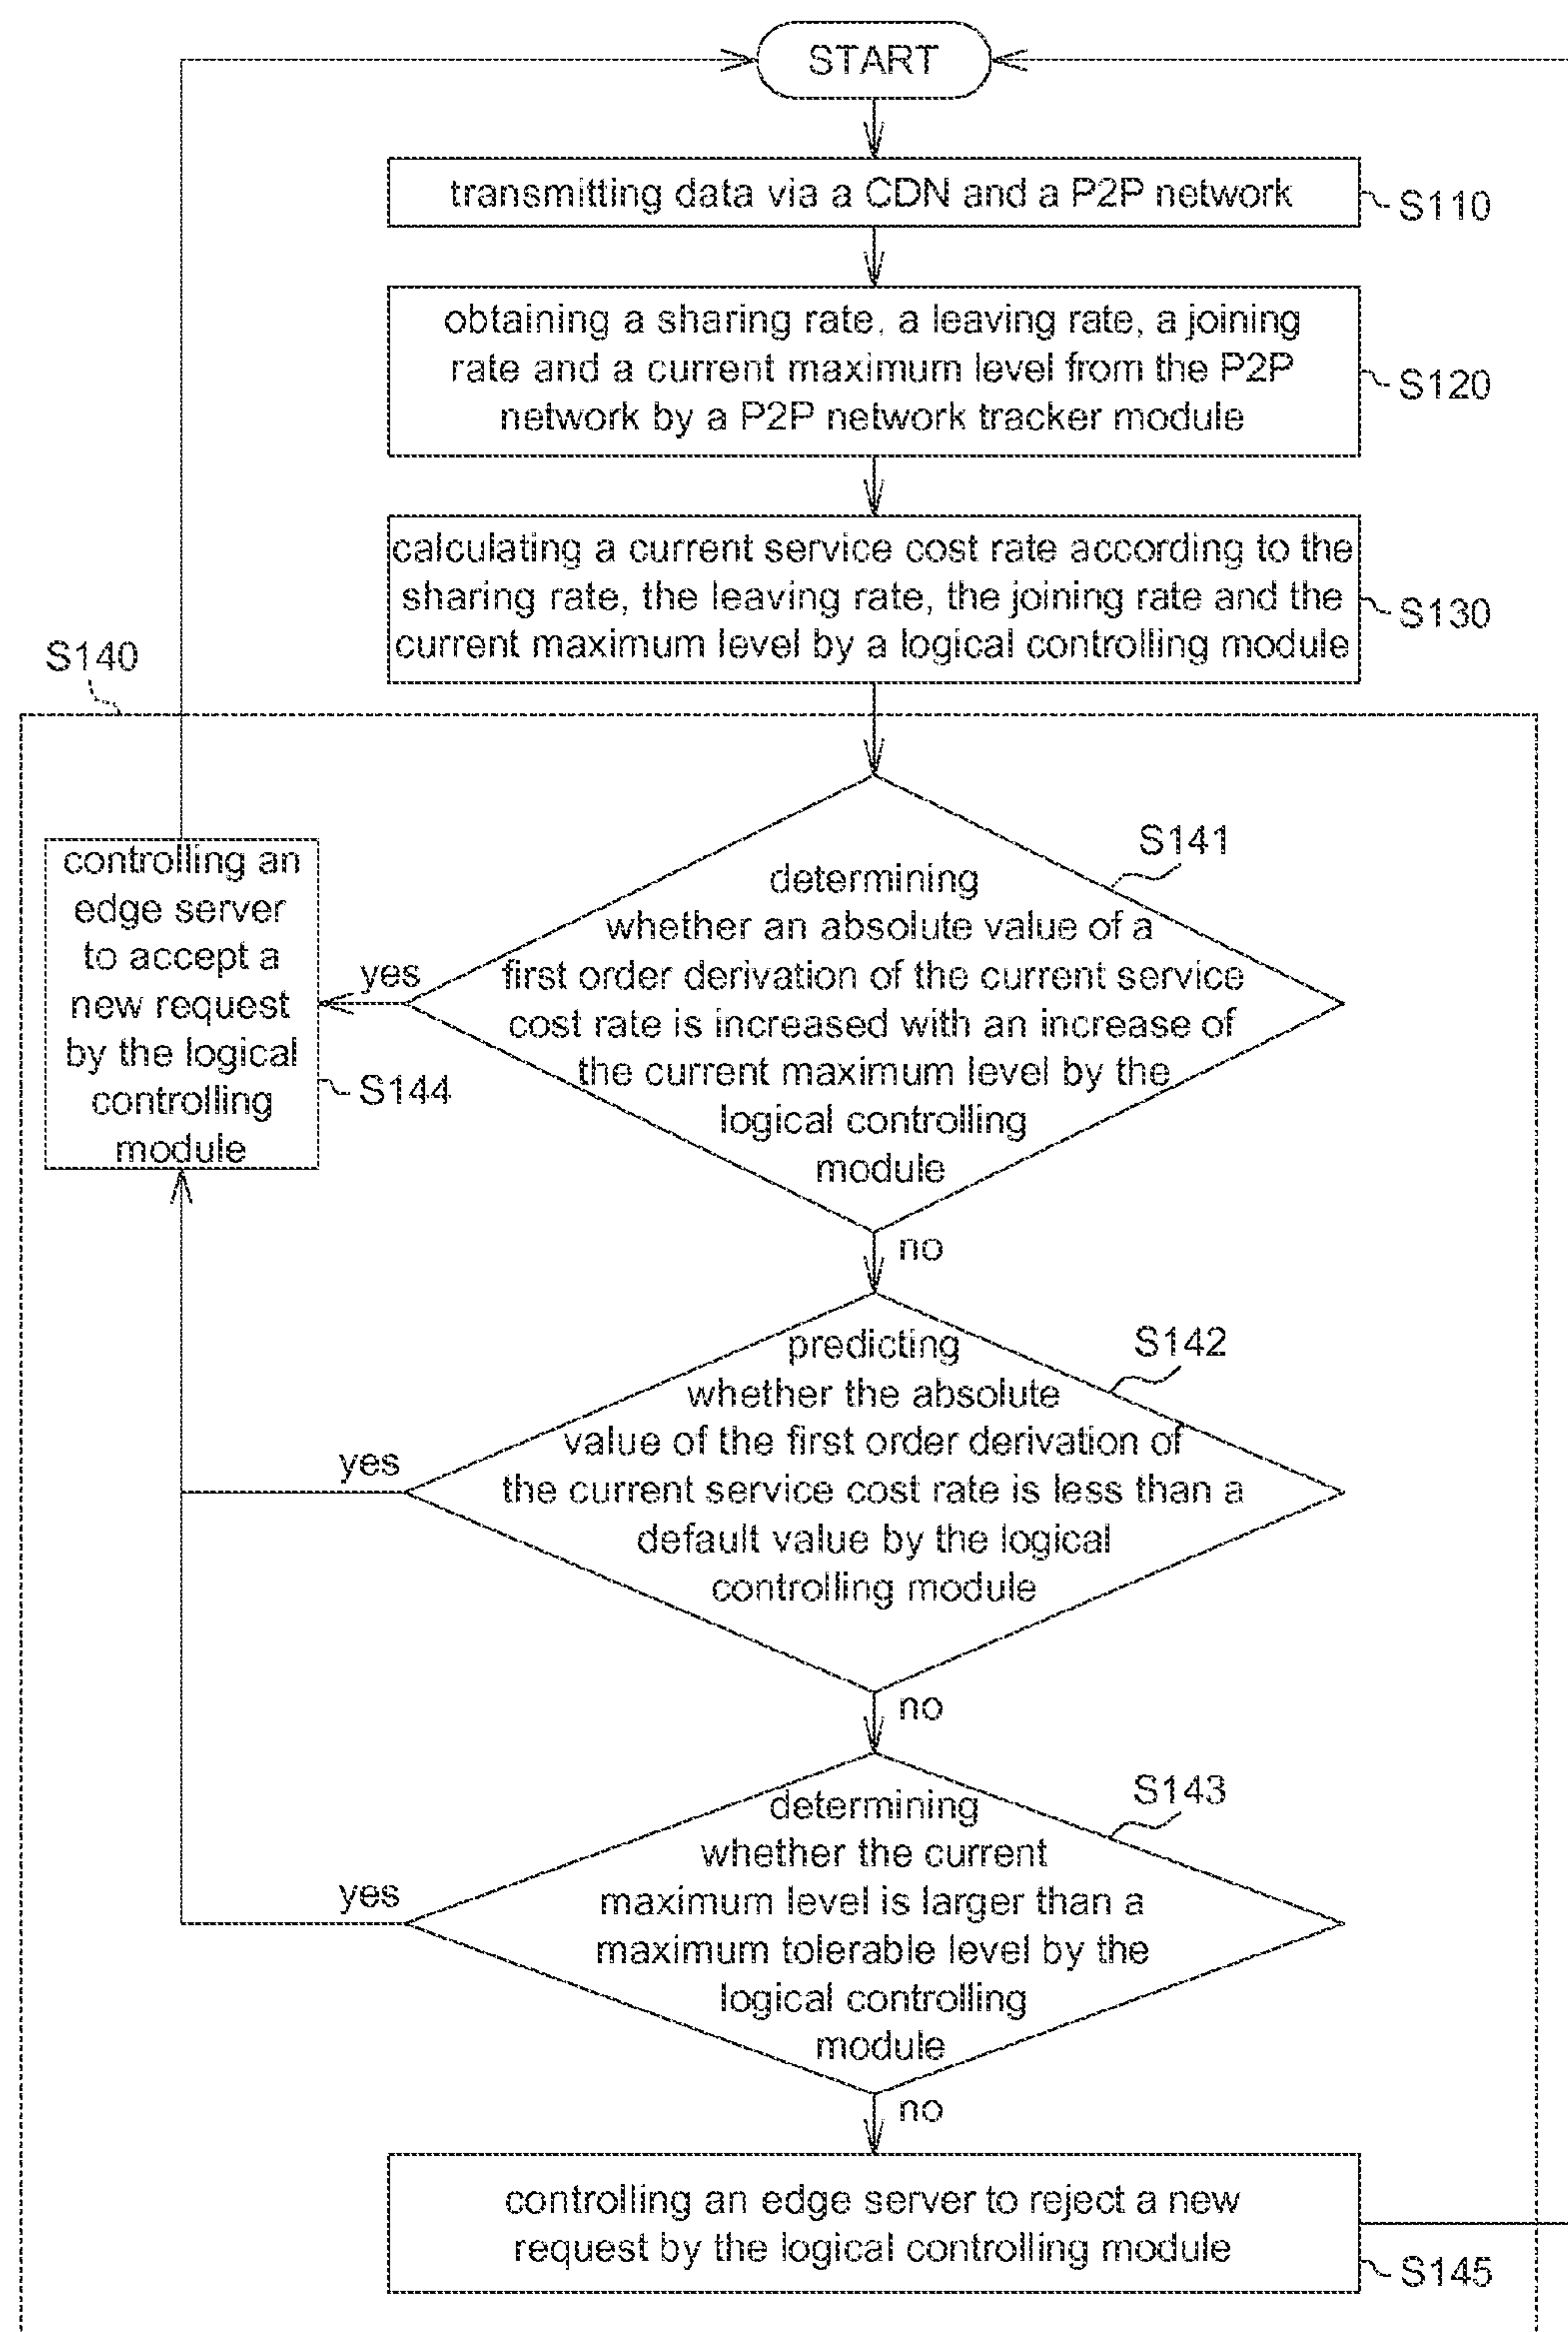 START
transmitting data via a CDN and a P2P network
S110
obtaining a sharing rate, a leaving rate, a joining
rate and a current maximum level from the P2P
network by a P2P network tracker module
S120
calculating a current service cost rate according to the
sharing rate, the leaving rate, the joining rate and the
current maximum level by a logical controlling module
S130
S140
S141
determining
whether an absolute value of a
first order derivation of the current service
cost rate is increased with an increase of
the current maximum level by the
logical controlling
module
yes
controlling an
edge server
to accept a
new request
by the logical
controlling
module
S144
no
S142
predicting
whether the absolute
value of the first order derivation of
the current service cost rate is less than a
default value by the logical
controlling module
yes
no
S143
determining
whether the current
maximum level is larger than a
maximum tolerable level by the
logical controlling
module
yes
no
controlling an edge server to reject a new
request by the logical controlling module
S145